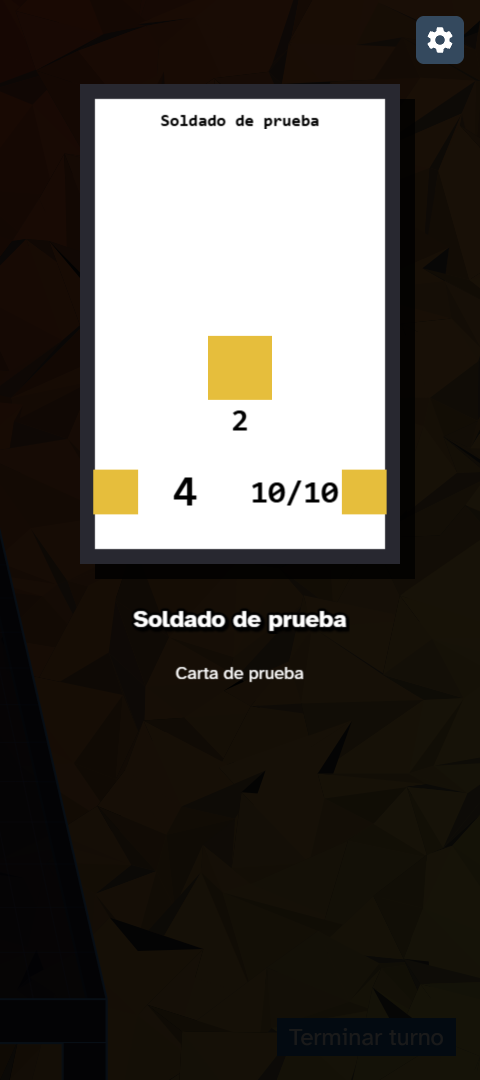 Soldado de prueba
2
4 10/10
Soldado de prueba
Carta de prueba
Terminar turno